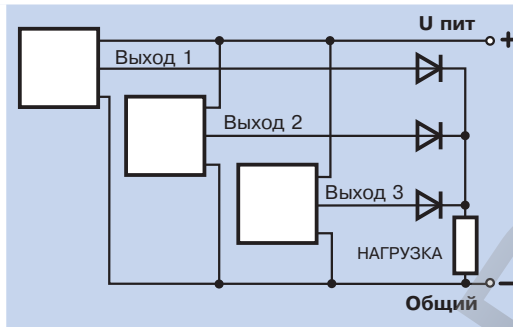 U пит
+
Выход 1
Выход 2
Выход 3
НАГРУЗКА
Общий
−